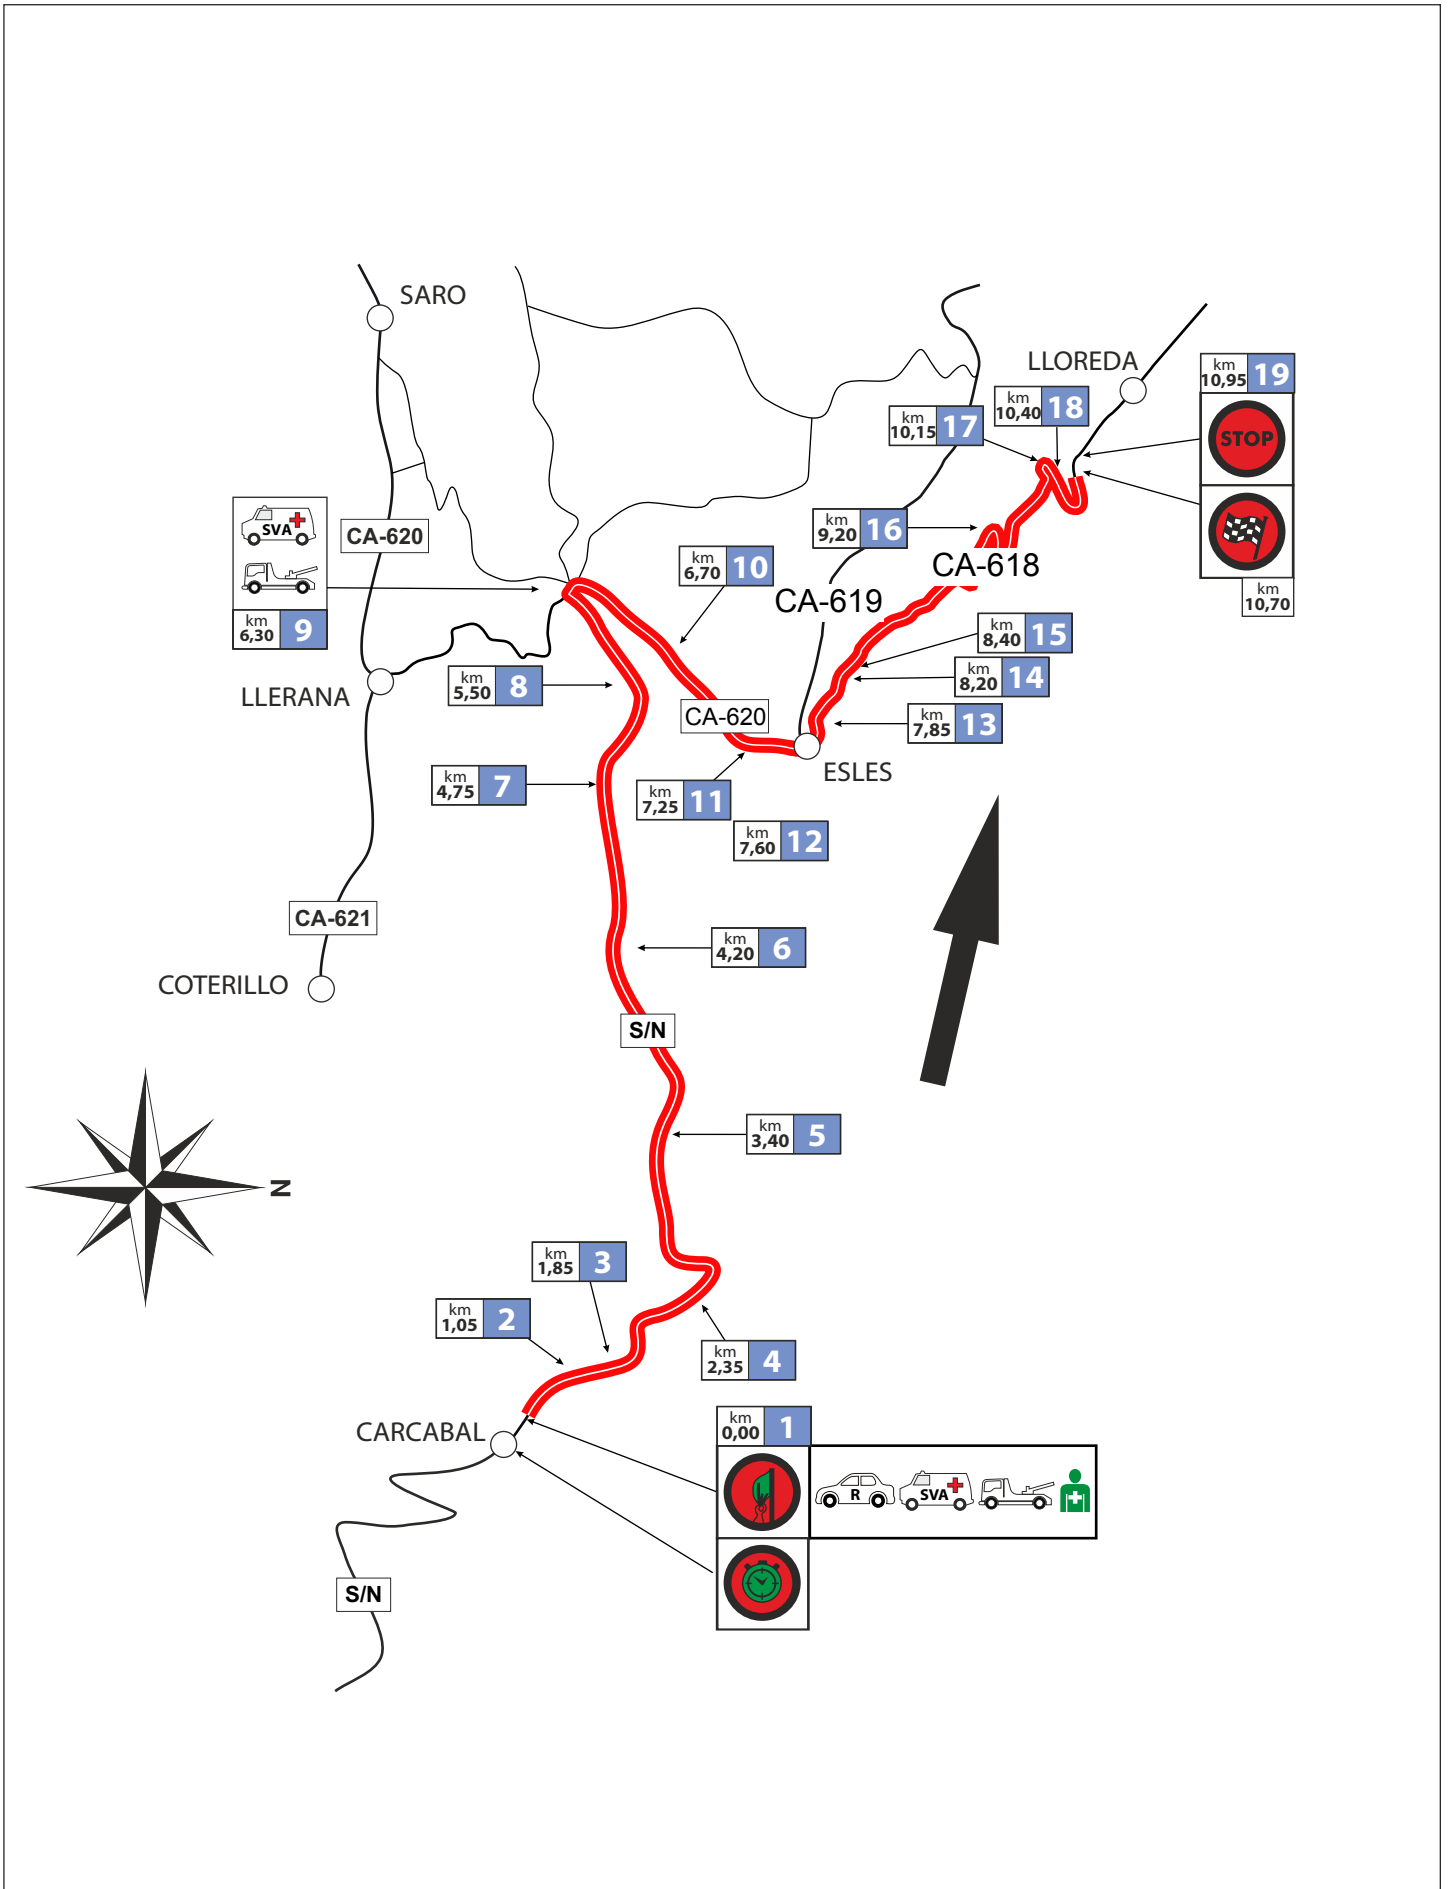 SARO
LLOREDA
km
10,95 19
STOP
km
10,70
km
10,40 18
km
10,15 17
SVA
km
6,30 9
CA-620
km
9,20 16
km
6,70 10
CA-618
CA-619
km
8,40 15
km
8,20 14
km
7,85 13
km
5,50 8
LLERANA
CA-620
ESLES
km
4,75 7
km
7,25 11
km
7,60 12
CA-621
km
4,20 6
COTERILLO
S/N
km
3,40 5
N
km
1,85 3
km
1,05 2
km
2,35 4
CARCABAL
km
0,00 1
R
SVA
S/N